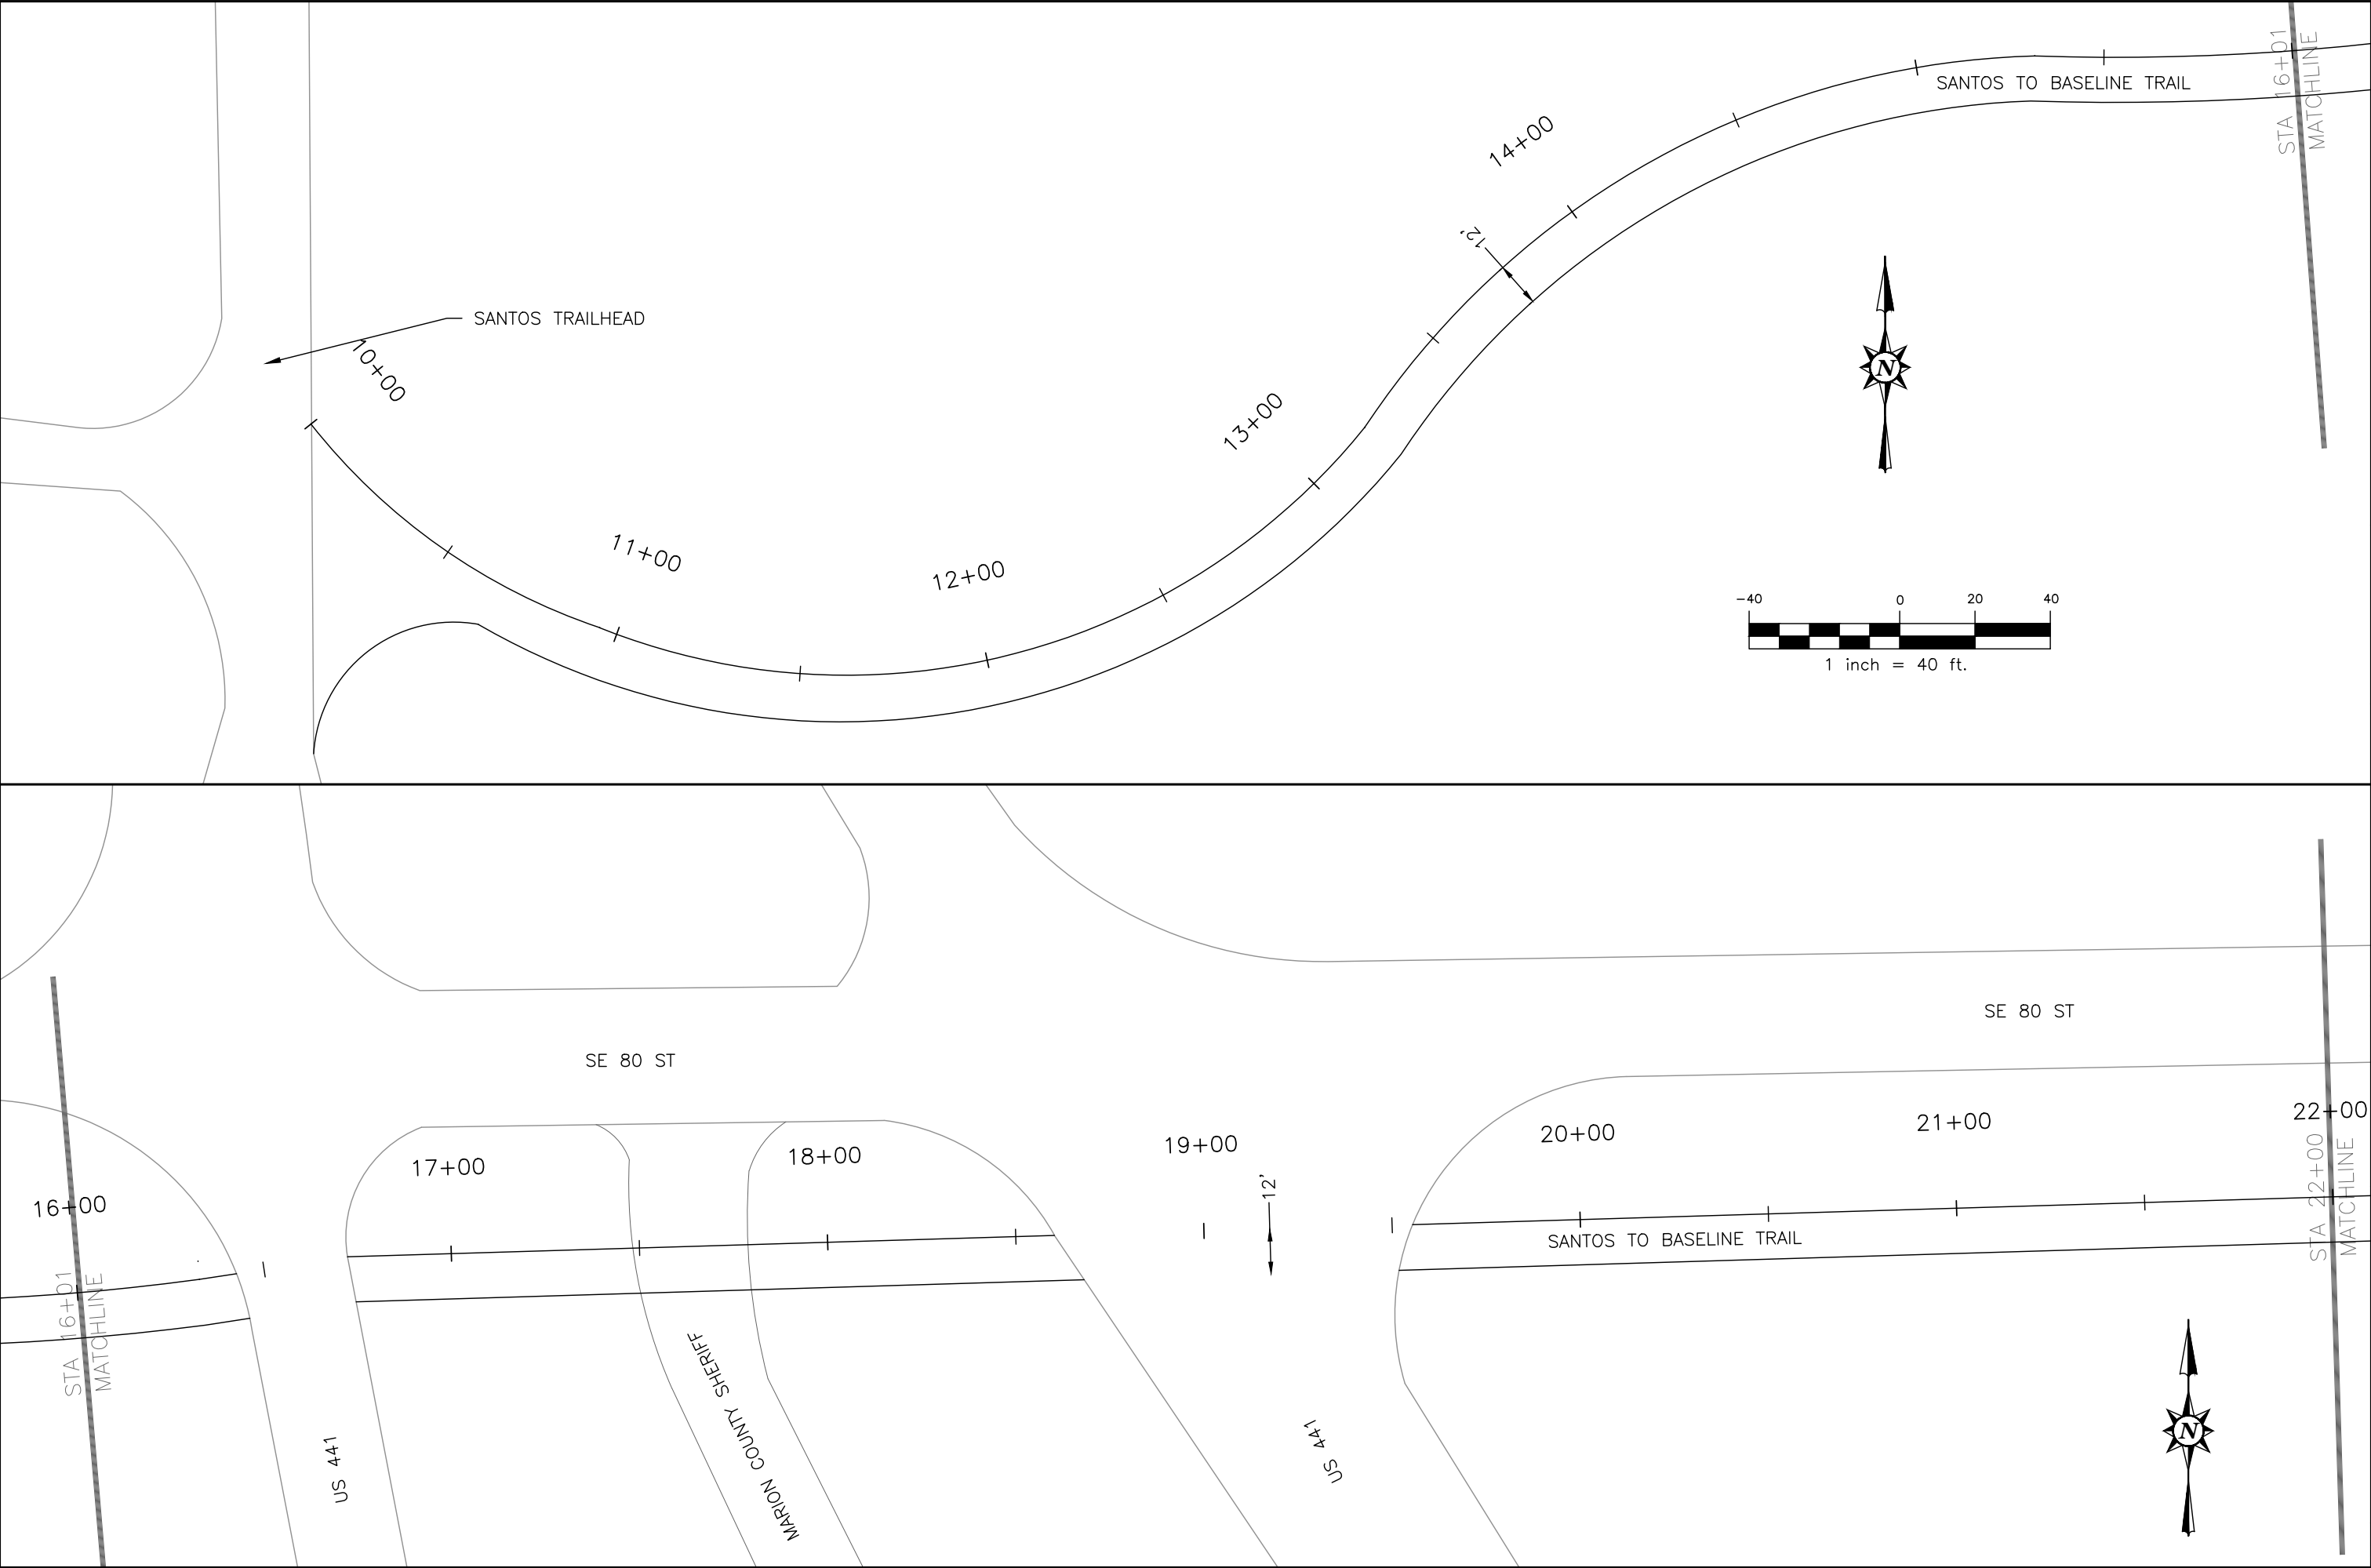 STA 16+01
MATCHLINE
SANTOS TO BASELINE TRAIL
14+00
12'
N
SANTOS TRAILHEAD
10+00
13+00
11+00
12+00
-40 0 20 40
1 inch = 40 ft.
SE 80 ST
SE 80 ST
16+00
17+00
18+00
19+00
20+00
21+00
22+00
12'
SANTOS TO BASELINE TRAIL
STA 16+01
MATCHLINE
STA 22+00
MATCHLINE
US 441
MARION COUNTY SHERIFF
US 441
N